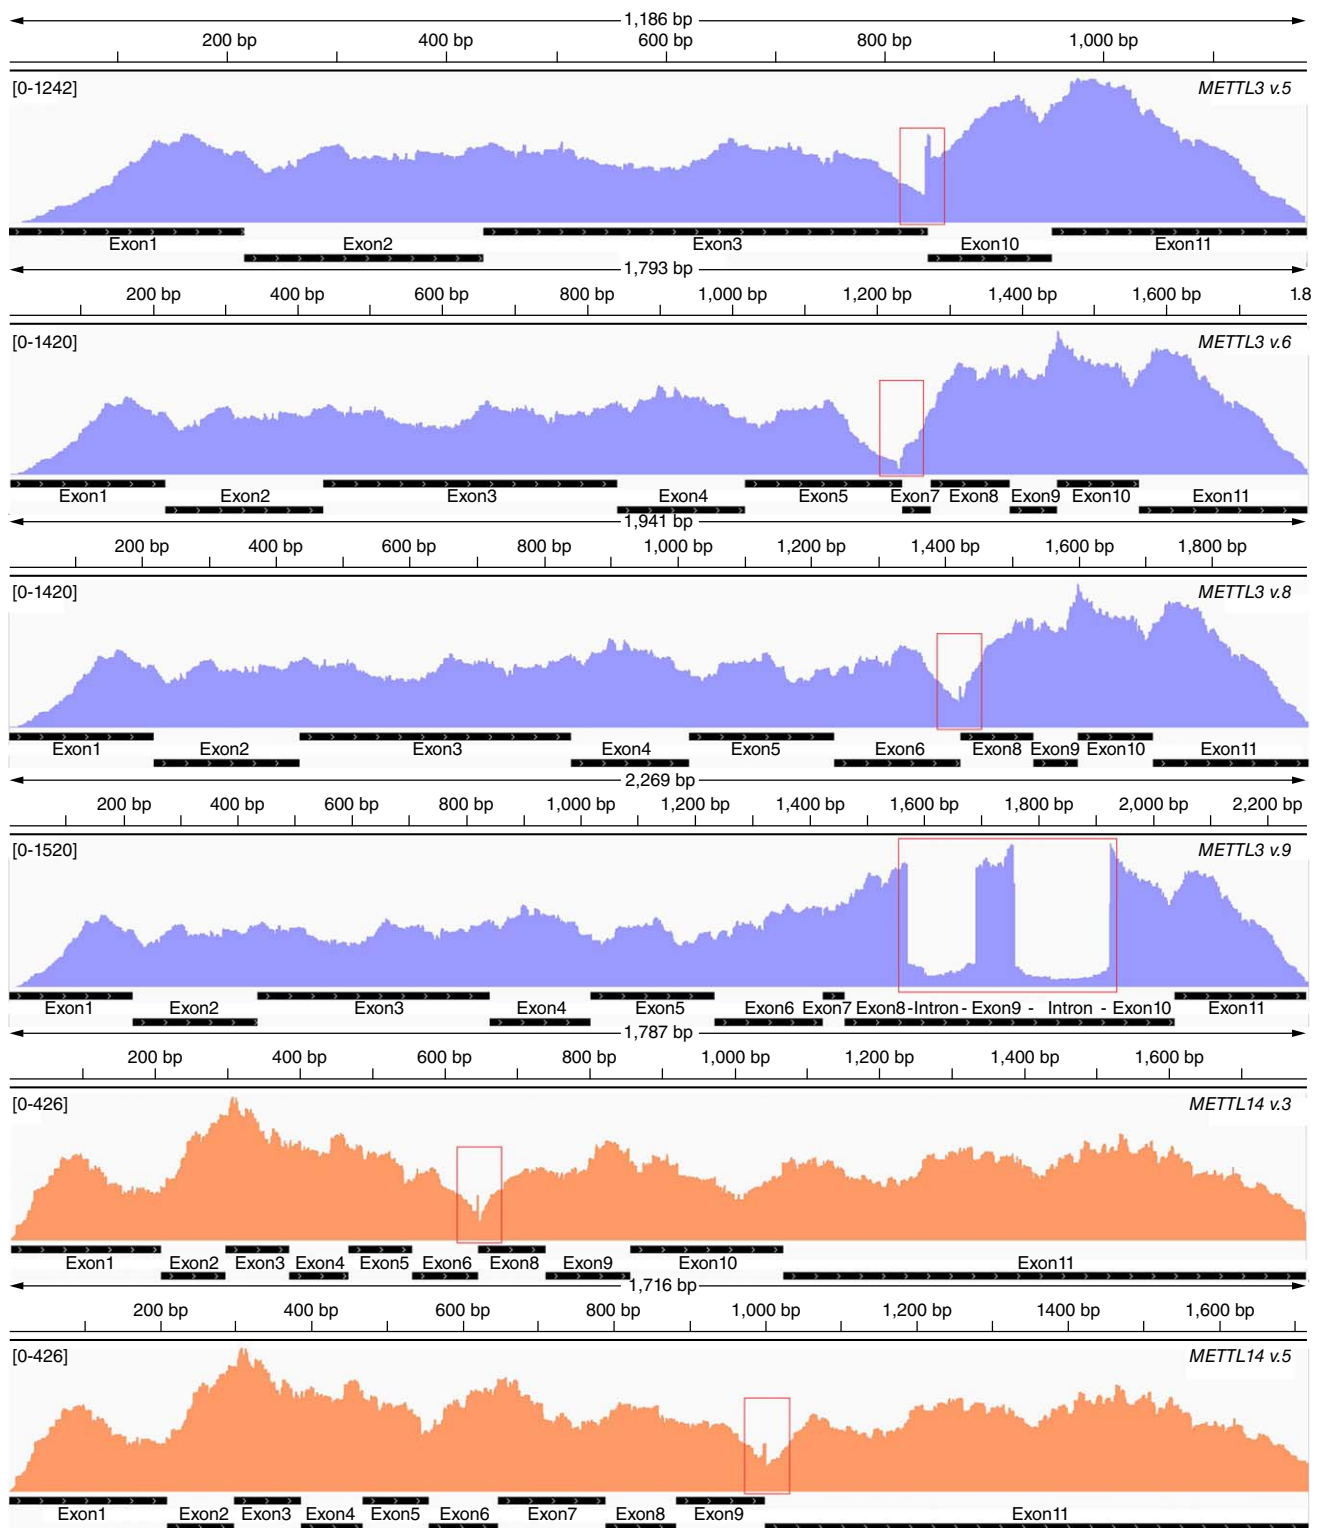 1,186 bp
200 bp 400 bp 600 bp 800 bp 1,000 bp
[0-1242] METTL3 v.5
Exon1 Exon2 Exon3 Exon10 Exon11
1,793 bp
200 bp 400 bp 600 bp 800 bp 1,000 bp 1,200 bp 1,400 bp 1,600 bp 1.8
[0-1420] METTL3 v.6
Exon1 Exon2 Exon3 Exon4 Exon5 Exon7 Exon8 Exon9 Exon10 Exon11
1,941 bp
200 bp 400 bp 600 bp 800 bp 1,000 bp 1,200 bp 1,400 bp 1,600 bp 1,800 bp
[0-1420] METTL3 v.8
Exon1 Exon2 Exon3 Exon4 Exon5 Exon6 Exon8 Exon9 Exon10 Exon11
2,269 bp
200 bp 400 bp 600 bp 800 bp 1,000 bp 1,200 bp 1,400 bp 1,600 bp 1,800 bp 2,000 bp 2,200 bp
[0-1520] METTL3 v.9
Exon1 Exon2 Exon3 Exon4 Exon5 Exon6 Exon7 Exon8 - Intron - Exon9 - Intron - Exon10 Exon11
1,787 bp
200 bp 400 bp 600 bp 800 bp 1,000 bp 1,200 bp 1,400 bp 1,600 bp
[0-426] METTL14 v.3
Exon1 Exon2 Exon3 Exon4 Exon5 Exon6 Exon8 Exon9 Exon10 Exon11
1,716 bp
200 bp 400 bp 600 bp 800 bp 1,000 bp 1,200 bp 1,400 bp 1,600 bp
[0-426] METTL14 v.5
Exon1 Exon2 Exon3 Exon4 Exon5 Exon6 Exon7 Exon8 Exon9 Exon11